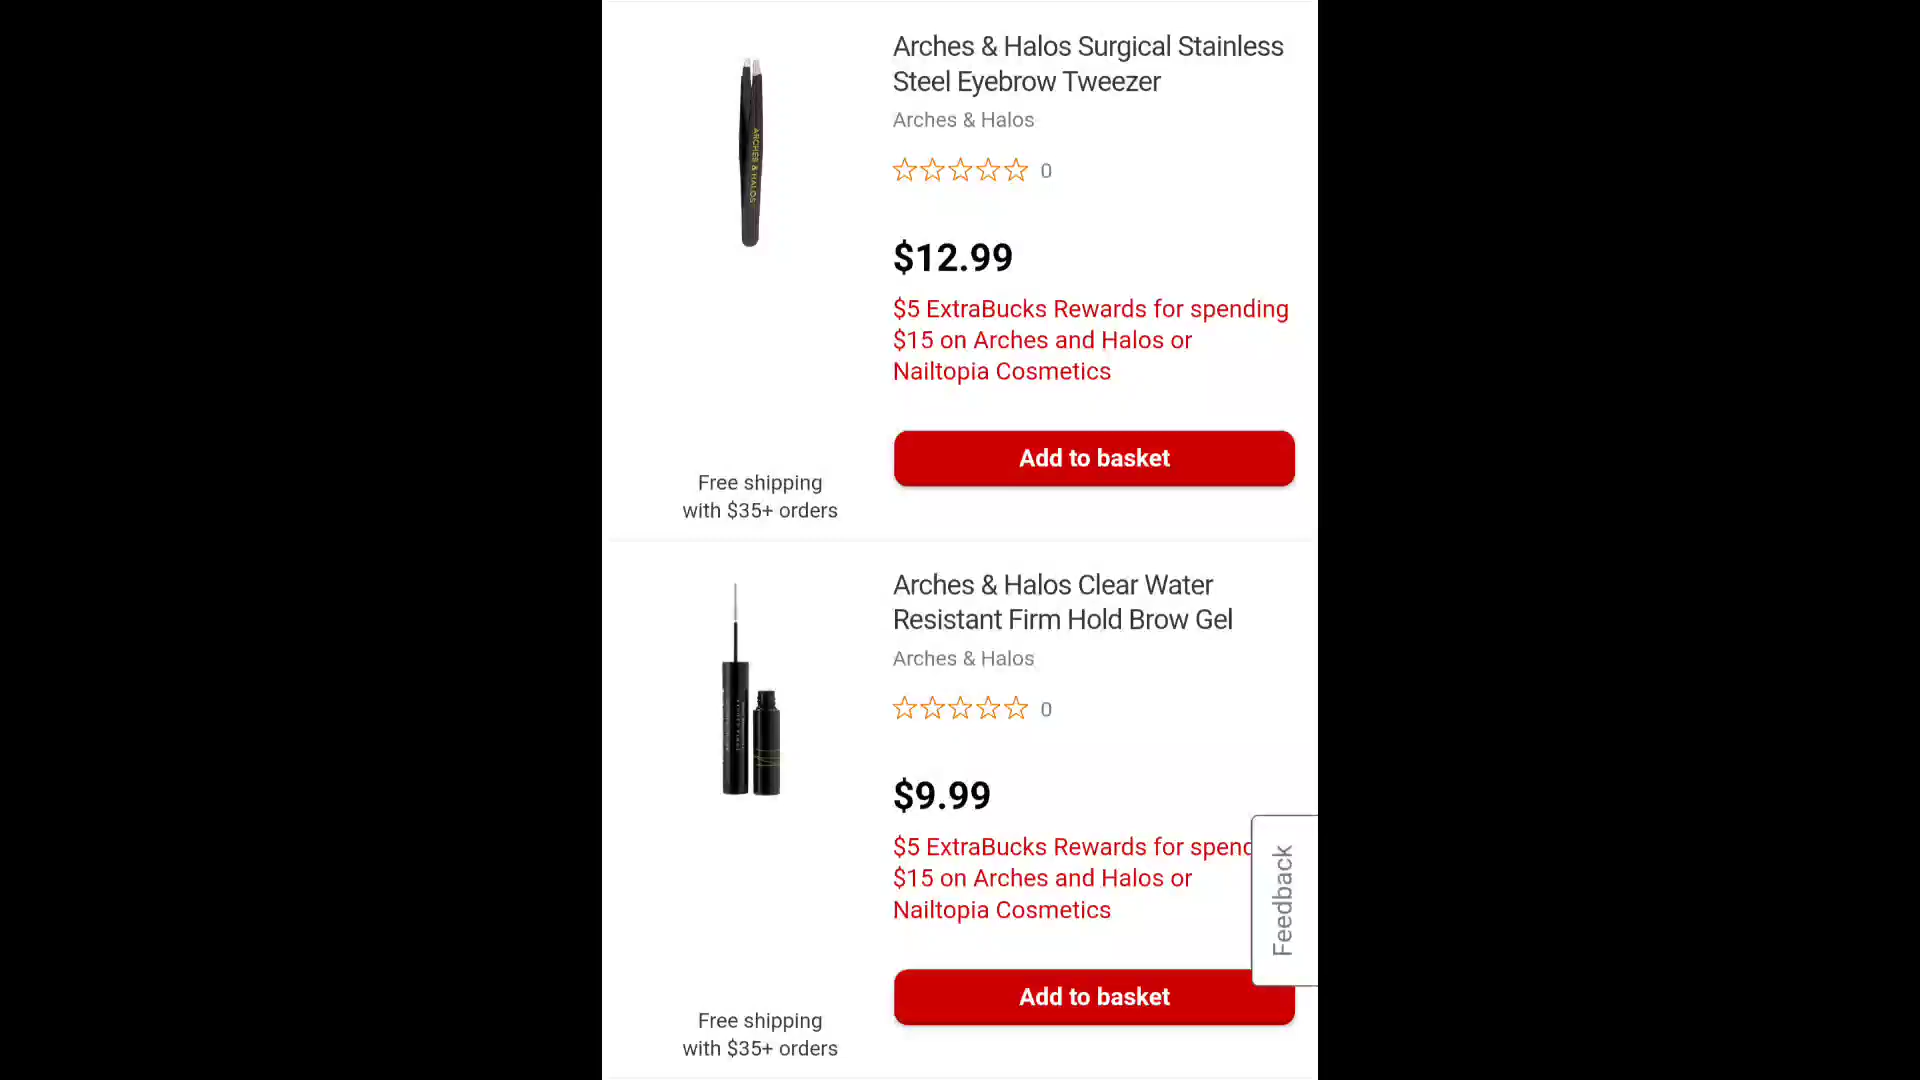 Arches & Halos Surgical Stainless
Steel Eyebrow Tweezer
Arches & Halos
0
$12.99
$5 ExtraBucks Rewards for spending
$15 on Arches and Halos or
Nailtopia Cosmetics
Add to basket
Free shipping
with $35+ orders
ARCHES & HALOS
Arches & Halos Clear Water
Resistant Firm Hold Brow Gel
Arches & Halos
0
$9.99
$5 ExtraBucks Rewards for spend
$15 on Arches and Halos or
Nailtopia Cosmetics
Feedback
Add to basket
Free shipping
with $35+ orders